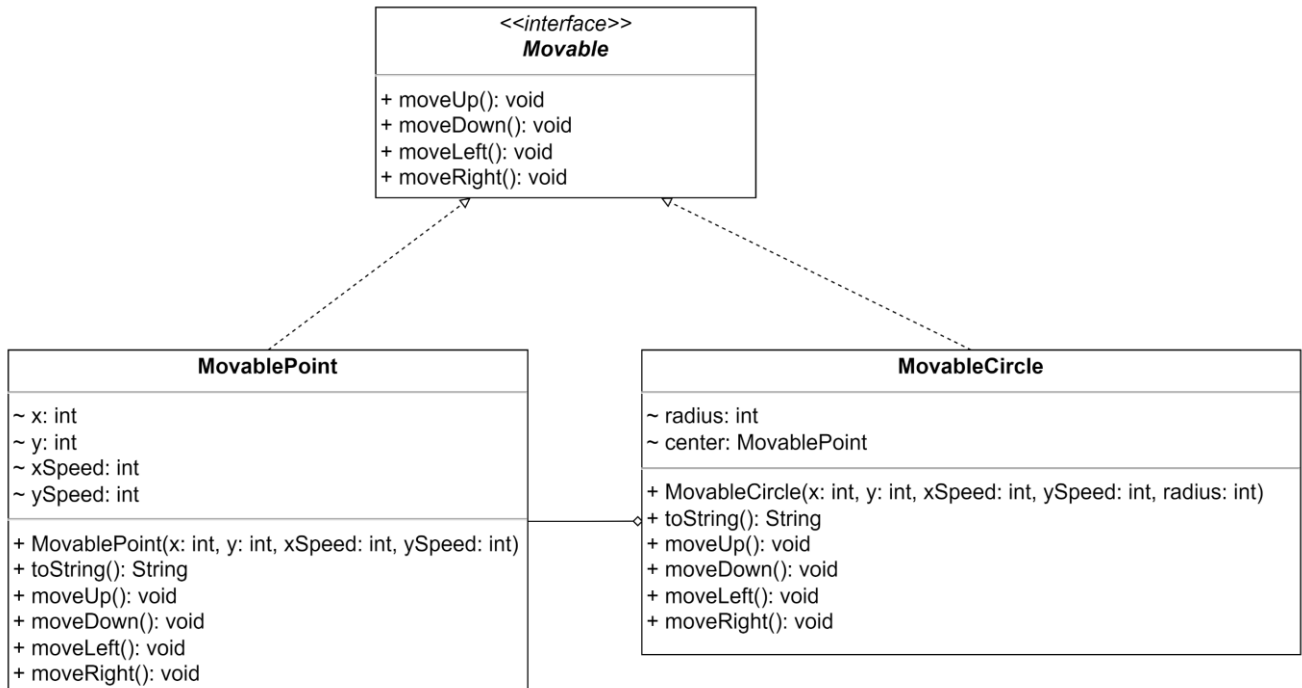 <<interface>>
Movable
+ moveUp(): void
+ moveDown(): void
+ moveLeft(): void
+ moveRight(): void
MovablePoint
~ x: int
~ y: int
~ xSpeed: int
~ ySpeed: int
+ MovablePoint(x: int, y: int, xSpeed: int, ySpeed: int)
+ toString(): String
+ moveUp(): void
+ moveDown(): void
+ moveLeft(): void
+ moveRight(): void
MovableCircle
~ radius: int
~ center: MovablePoint
+ MovableCircle(x: int, y: int, xSpeed: int, ySpeed: int, radius: int)
+ toString(): String
+ moveUp(): void
+ moveDown(): void
+ moveLeft(): void
+ moveRight(): void